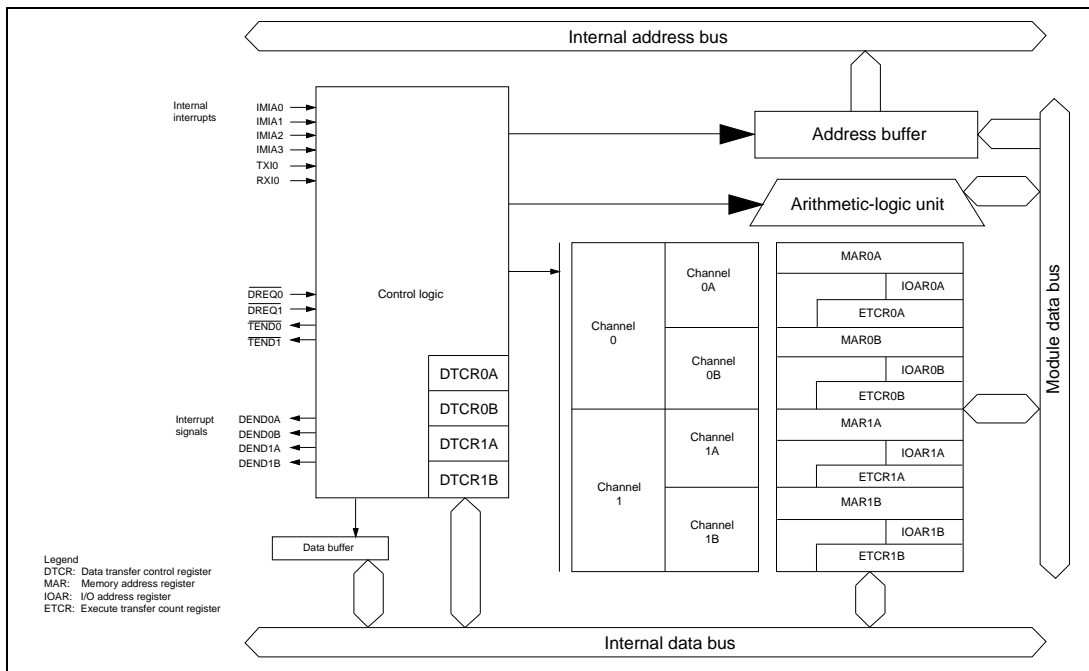 Internal address bus
Internal
interrupts
IMIA0
IMIA1
IMIA2
IMIA3
TXI0
RXI0
DREQ0
DREQ1
TEND0
TEND1
Interrupt
signals
DEND0A
DEND0B
DEND1A
DEND1B
Control logic
DTCR0A
DTCR0B
DTCR1A
DTCR1B
Data buffer
Address buffer
Arithmetic-logic unit
Channel
0
Channel
1
Channel
0A
Channel
0B
Channel
1A
Channel
1B
MAR0A
IOAR0A
ETCR0A
MAR0B
IOAR0B
ETCR0B
MAR1A
IOAR1A
ETCR1A
MAR1B
IOAR1B
ETCR1B
Module data bus
Legend
DTCR: Data transfer control register
MAR: Memory address register
IOAR: I/O address register
ETCR: Execute transfer count register
Internal data bus